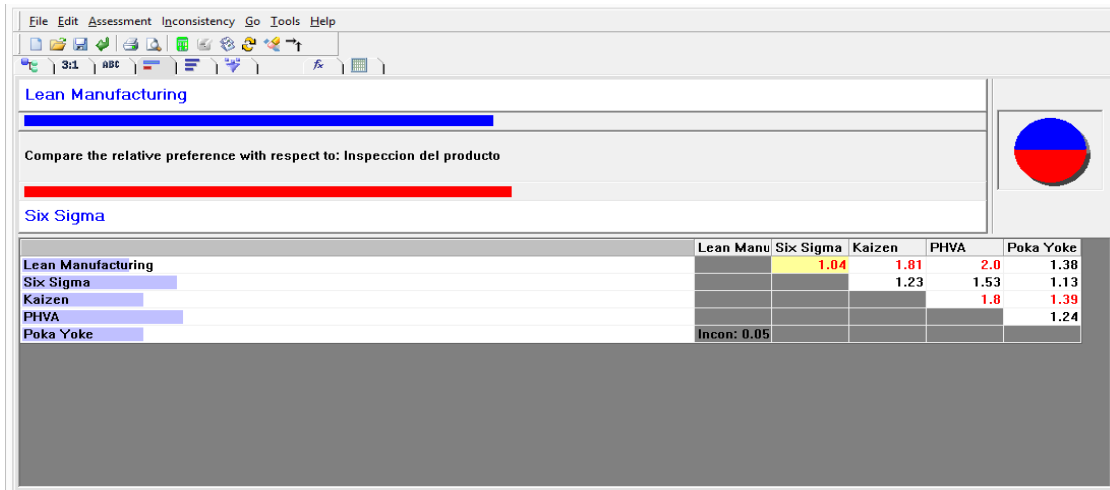 File Edit Assessment Inconsistency Go Tools Help
3:1 ABC fx
Lean Manufacturing
Compare the relative preference with respect to: Inspeccion del producto
Six Sigma
Lean Manu Six Sigma Kaizen PHVA Poka Yoke
Lean Manufacturing 1.04 1.81 2.0 1.38
Six Sigma 1.23 1.53 1.13
Kaizen 1.8 1.39
PHVA 1.24
Poka Yoke Incon: 0.05